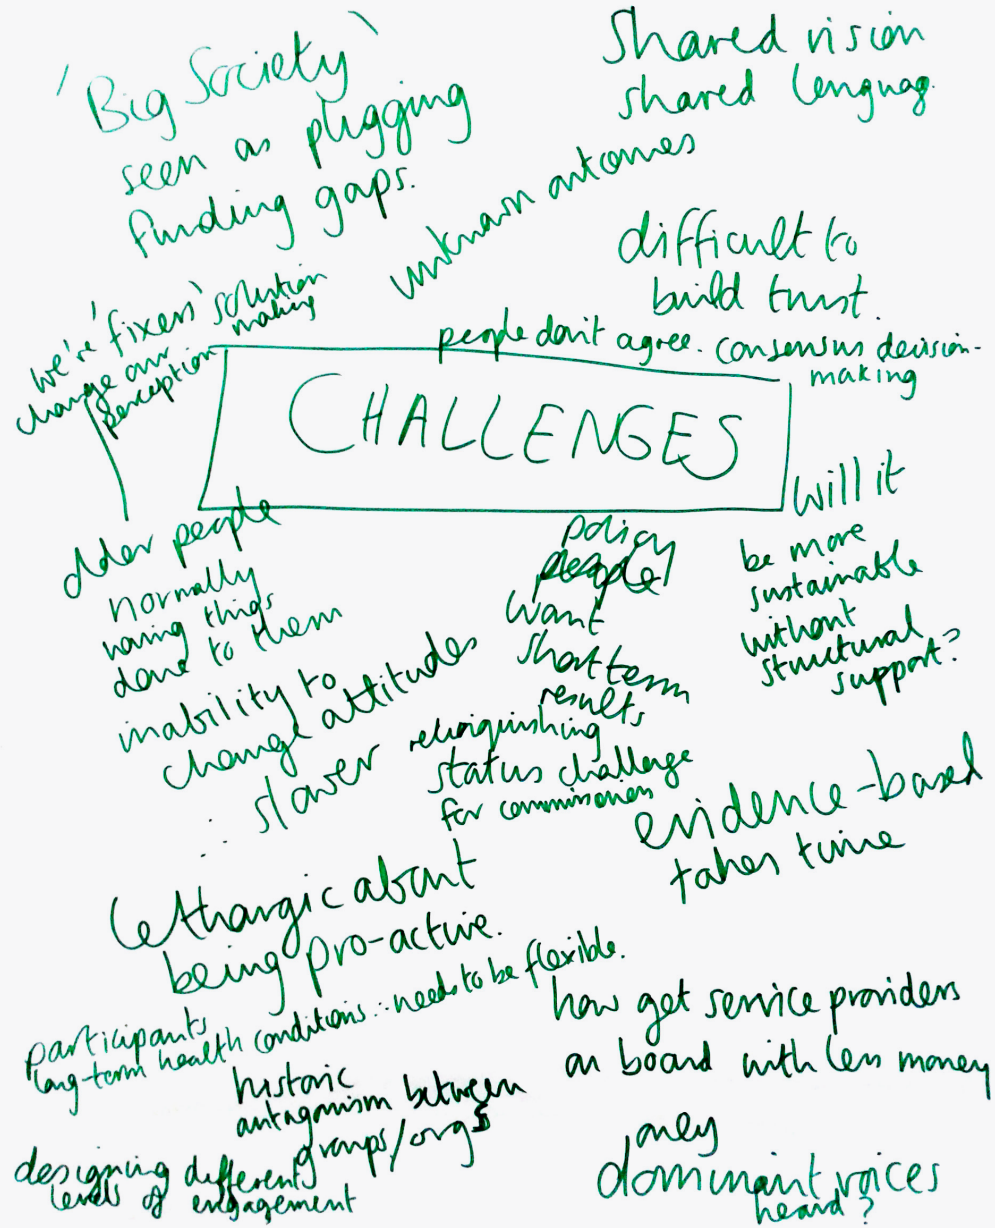 'Big Society'
seen as plugging
funding gaps.
Shared vision
shared languag.
unknown outcomes
difficult to
build trust.
we're 'fixers' solution
making
change our
perception
people don't agree. consensus decision-
making
CHALLENGES
older people
normally
having things
done to them
policy
people
want
short term
results
Will it
be more
sustainable
without
structural
support?
inability to
change attitudes
∴ slower
relinquishing
status challenge
for commissioners
evidence-based
takes time
lethargic about
being pro-active.
participants
long-term health conditions ∴ needs to be flexible.
how get service providers
on board with less money
historic
antagonism between
groups/orgs
designing different
levels of engagement
only
dominant voices
heard?